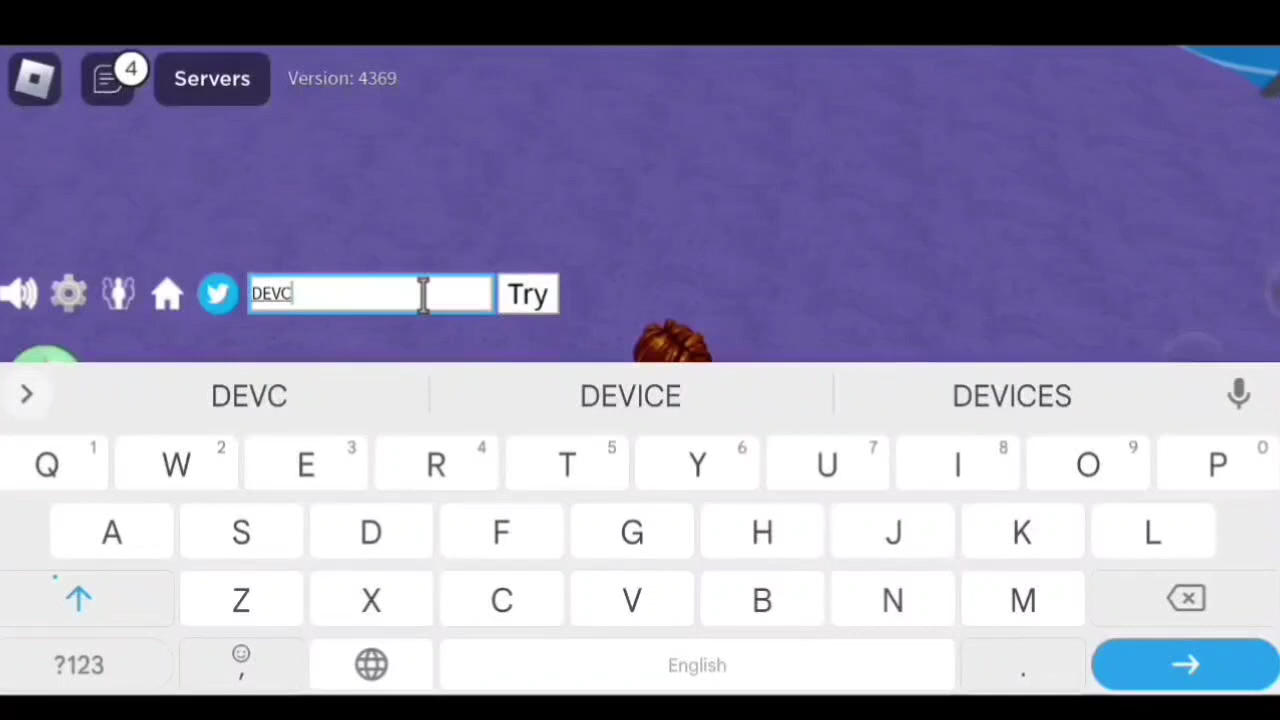 4
Servers
Version: 4369
DEVC
Try
DEVC
DEVICE
DEVICES
Q 1 W 2 E 3 R 4 T 5 Y 6 U 7 I 8 O 9 P 0
A S D F G H J K L
Z X C V B N M
?123 , English .